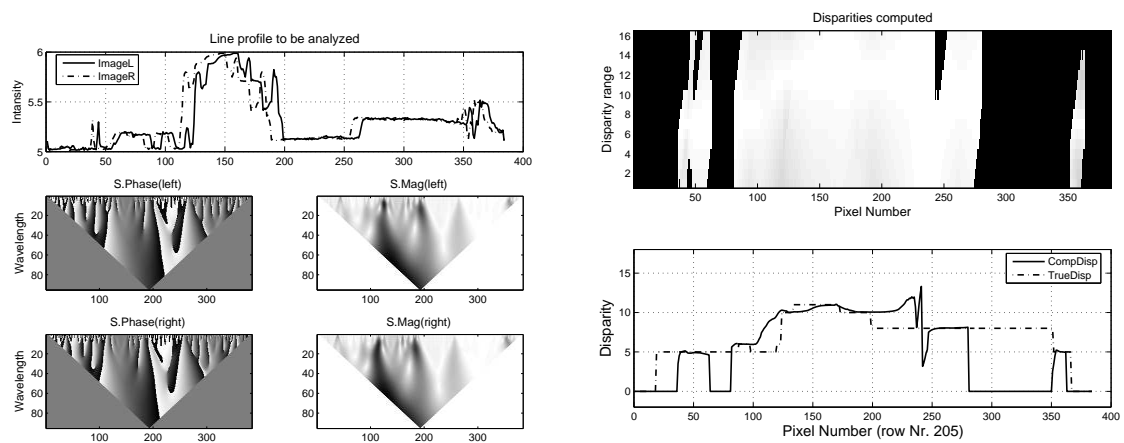 Line profile to be analyzed
Intansity
6
5.5
5
ImageL
ImageR
0 50 100 150 200 250 300 350 400
S.Phase(left)
Wavelength
20
40
60
80
100 200 300
S.Mag(left)
20
40
60
80
100 200 300
S.Phase(right)
Wavelength
20
40
60
80
100 200 300
S.Mag(right)
20
40
60
80
100 200 300
Disparities computed
Disparity range
16
14
12
10
8
6
4
2
50 100 150 200 250 300 350
Pixel Number
Disparity
15
10
5
0
CompDisp
TrueDisp
0 50 100 150 200 250 300 350 400
Pixel Number (row Nr. 205)